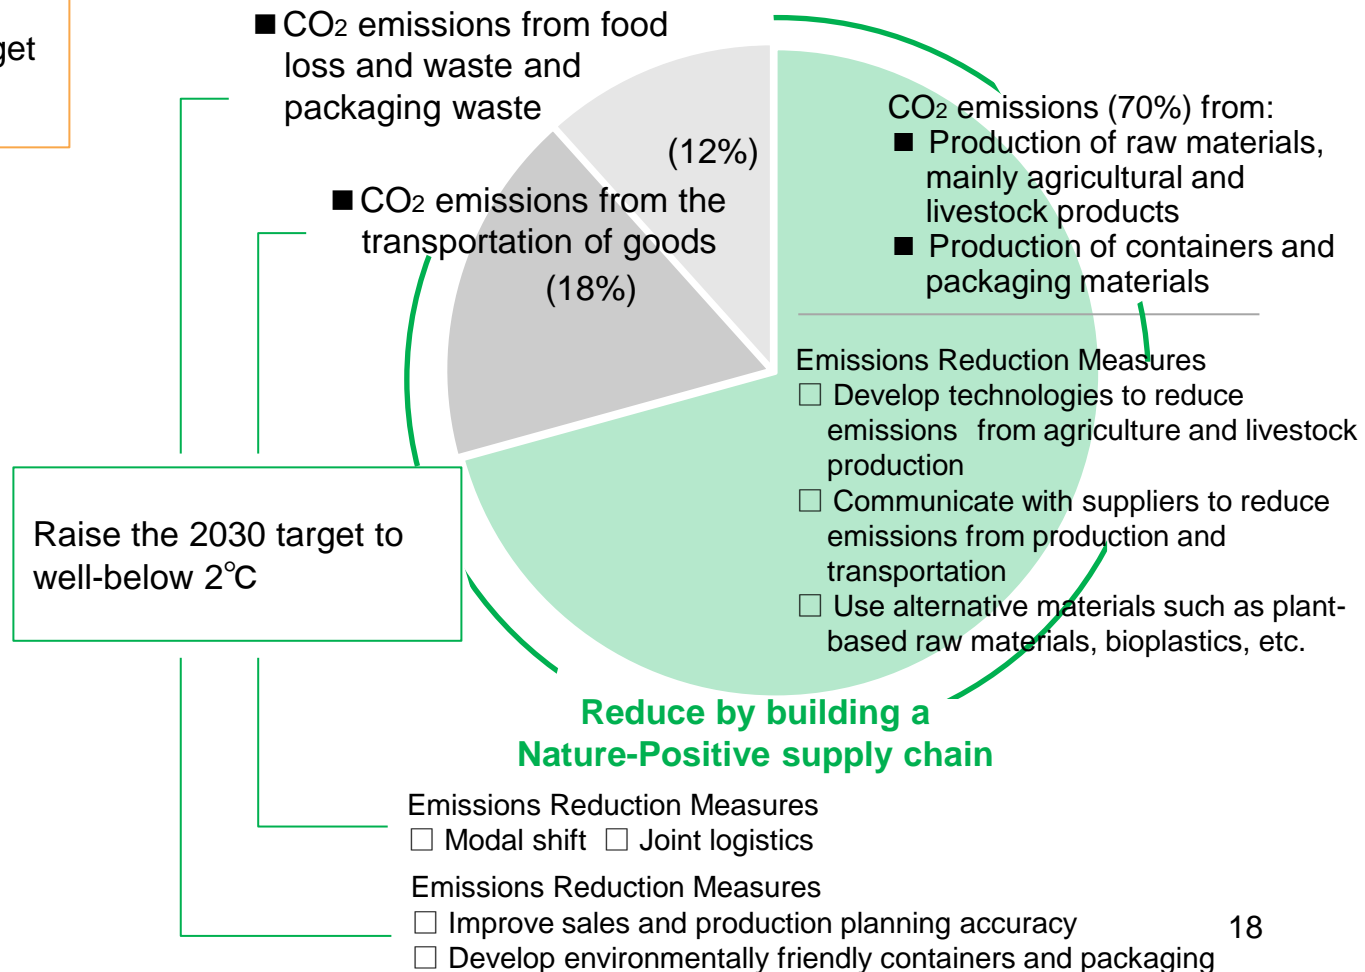 get
■ CO2 emissions from food
loss and waste and
packaging waste
(12%)
■ CO2 emissions from the
transportation of goods
(18%)
CO2 emissions (70%) from:
■ Production of raw materials,
mainly agricultural and
livestock products
■ Production of containers and
packaging materials
Emissions Reduction Measures
□ Develop technologies to reduce
emissions from agriculture and livestock
production
□ Communicate with suppliers to reduce
emissions from production and
transportation
□ Use alternative materials such as plant-
based raw materials, bioplastics, etc.
Raise the 2030 target to
well-below 2℃
Reduce by building a
Nature-Positive supply chain
Emissions Reduction Measures
□ Modal shift □ Joint logistics
Emissions Reduction Measures
□ Improve sales and production planning accuracy
□ Develop environmentally friendly containers and packaging
18